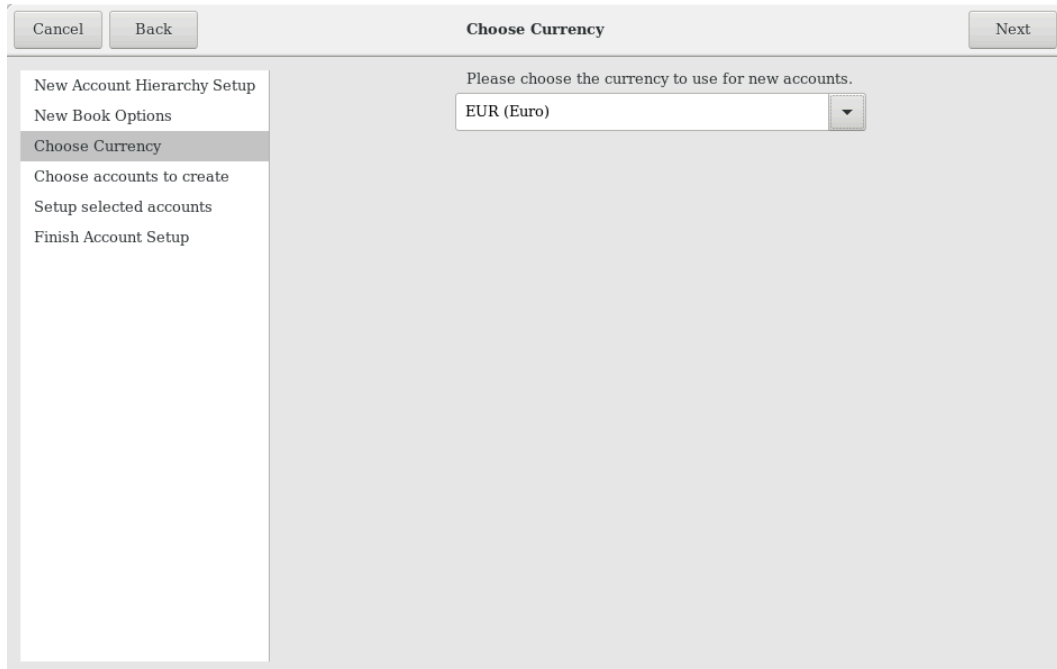 Cancel Back Choose Currency Next
New Account Hierarchy Setup
New Book Options
Choose Currency
Choose accounts to create
Setup selected accounts
Finish Account Setup
Please choose the currency to use for new accounts.
EUR (Euro)